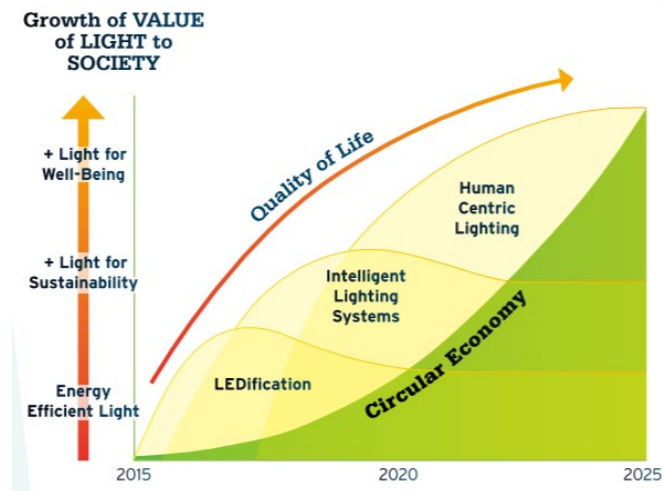 Growth of VALUE
of LIGHT to
SOCIETY
+ Light for
Well-Being
+ Light for
Sustainability
Energy
Efficient Light
Quality of Life
Human
Centric
Lighting
Intelligent
Lighting
Systems
LEDification
Circular Economy
2015
2020
2025